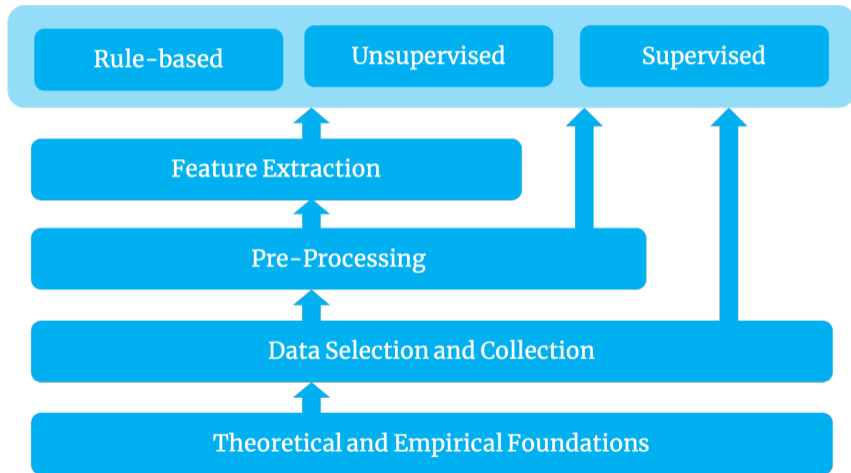 Rule-based
Unsupervised
Supervised
Feature Extraction
Pre-Processing
Data Selection and Collection
Theoretical and Empirical Foundations